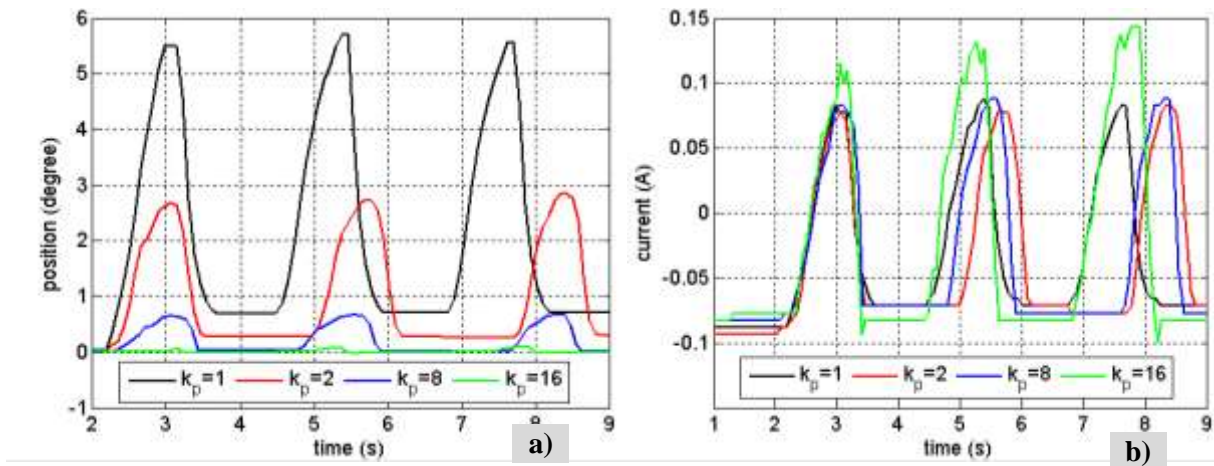 6
5
4
3
2
1
0
-1
position (degree)
2 3 4 5 6 7 8 9
time (s)
k_p=1 k_p=2 k_p=8 k_p=16
a)
0.15
0.1
0.05
0
-0.05
-0.1
current (A)
1 2 3 4 5 6 7 8 9
time (s)
k_p=1 k_p=2 k_p=8 k_p=16
b)